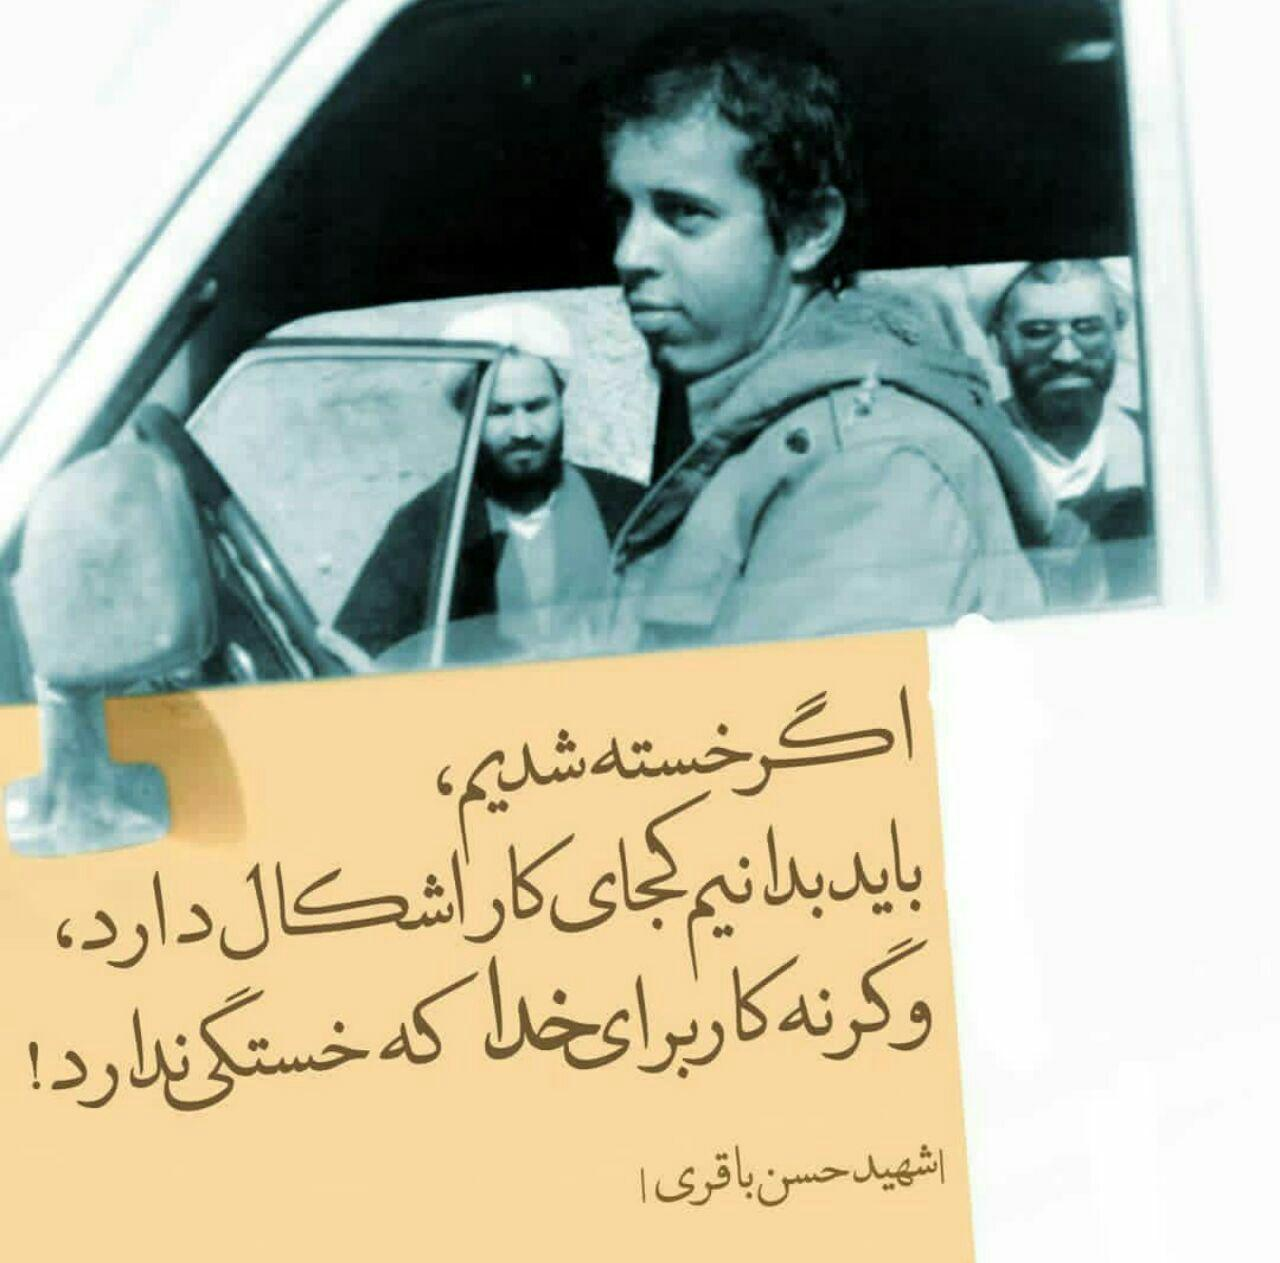 اگر خسته شدیم،
باید بدانیم کجای کار اشکال دارد،
وگرنه کار برای خدا که خستگی ندارد!
|شهید حسن باقری|